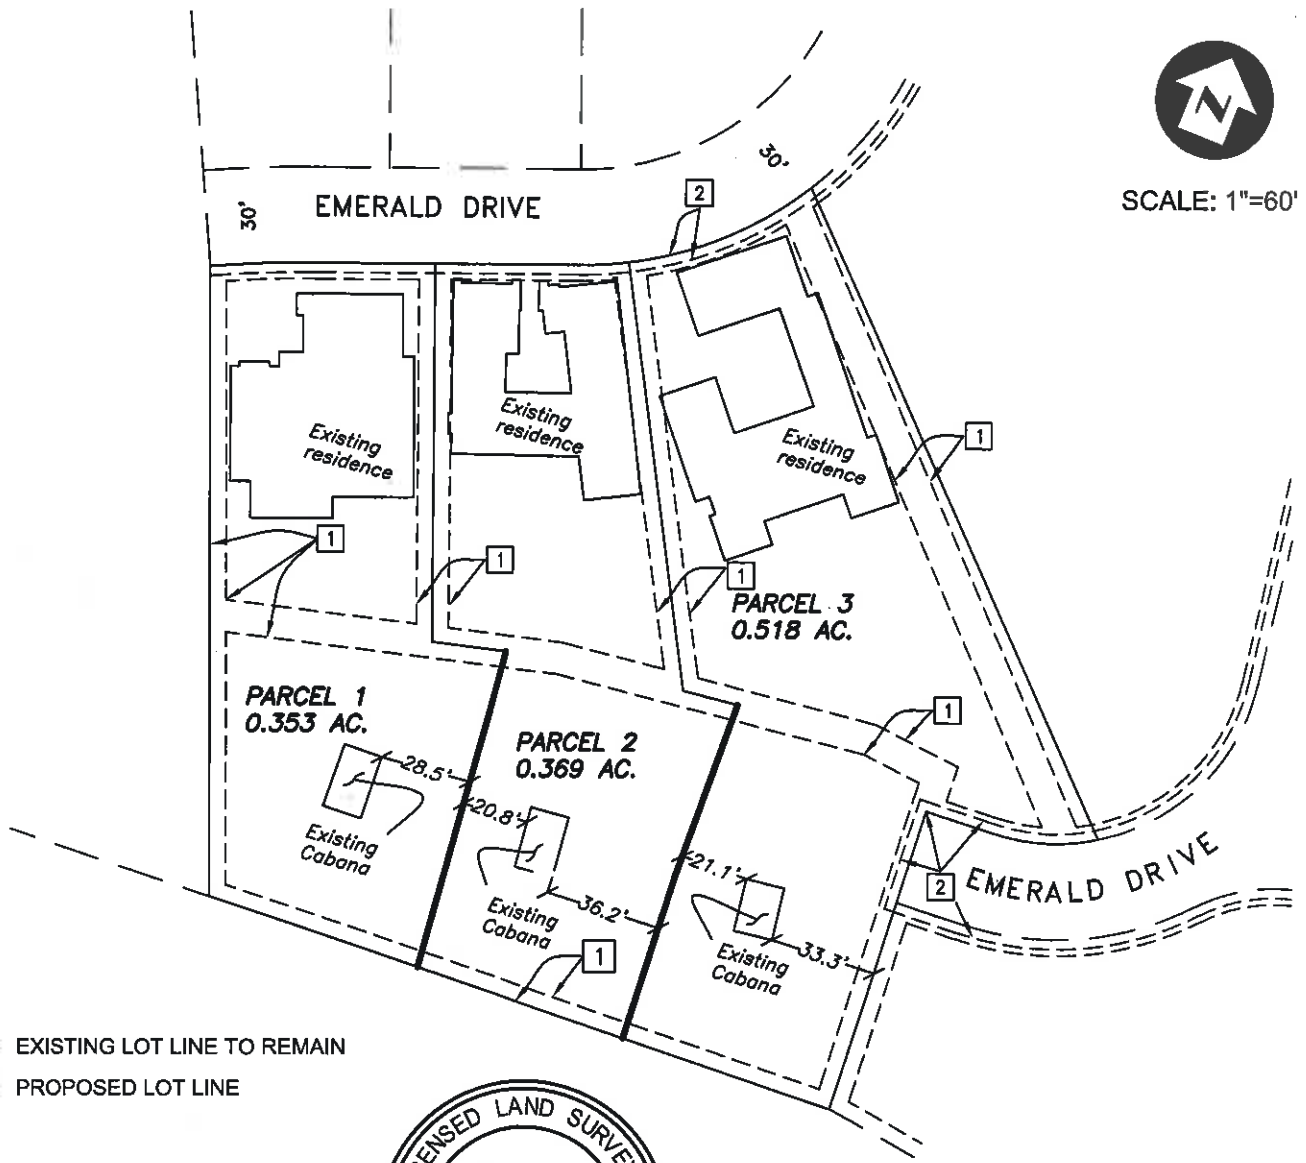 N
SCALE: 1"=60'
30'
EMERALD DRIVE
30'
2
Existing
residence
Existing
residence
Existing
residence
1
1
1
1
PARCEL 3
0.518 AC.
PARCEL 1
0.353 AC.
1
PARCEL 2
0.369 AC.
28.5'
20.8'
Existing
Cabana
21.1'
2
EMERALD DRIVE
36.2'
Existing
Cabana
33.3'
Existing
Cabana
1
EXISTING LOT LINE TO REMAIN
PROPOSED LOT LINE
ENSED LAND SURVE